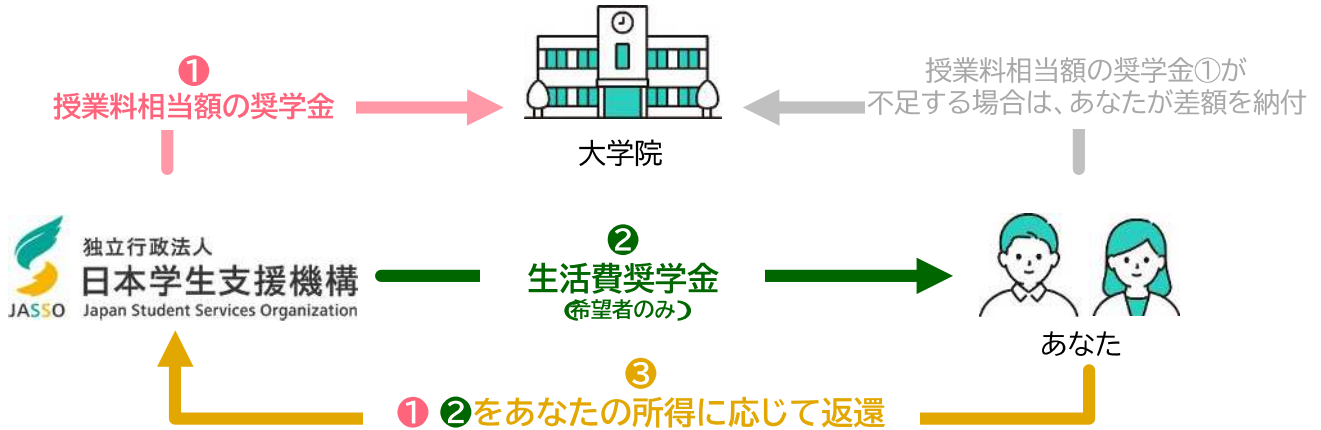 ❶
授業料相当額の奨学金
授業料相当額の奨学金①が
不足する場合は、あなたが差額を納付
大学院
独立行政法人
日本学生支援機構
JASSO Japan Student Services Organization
❷
生活費奨学金
(希望者のみ)
あなた
❸
❶ ❷をあなたの所得に応じて返還